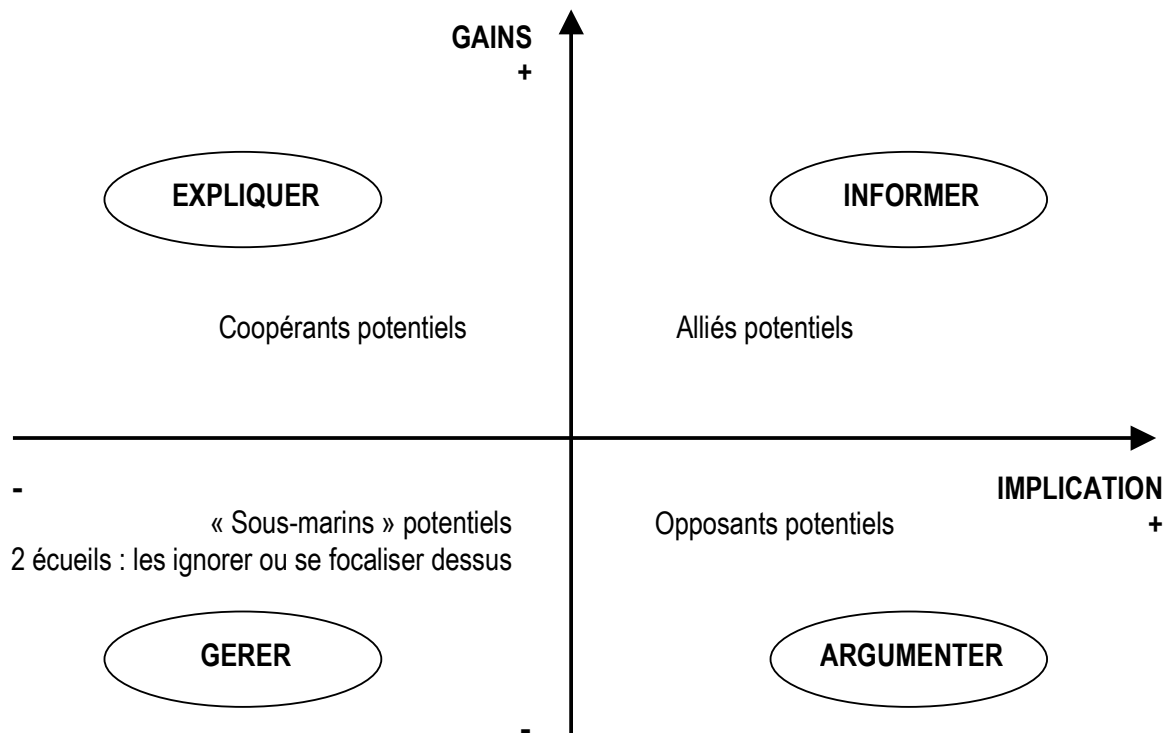 GAINS
+
EXPLIQUER
INFORMER
Coopérants potentiels
Alliés potentiels
-
IMPLICATION
« Sous-marins » potentiels
Opposants potentiels
+
2 écueils : les ignorer ou se focaliser dessus
GERER
ARGUMENTER
-